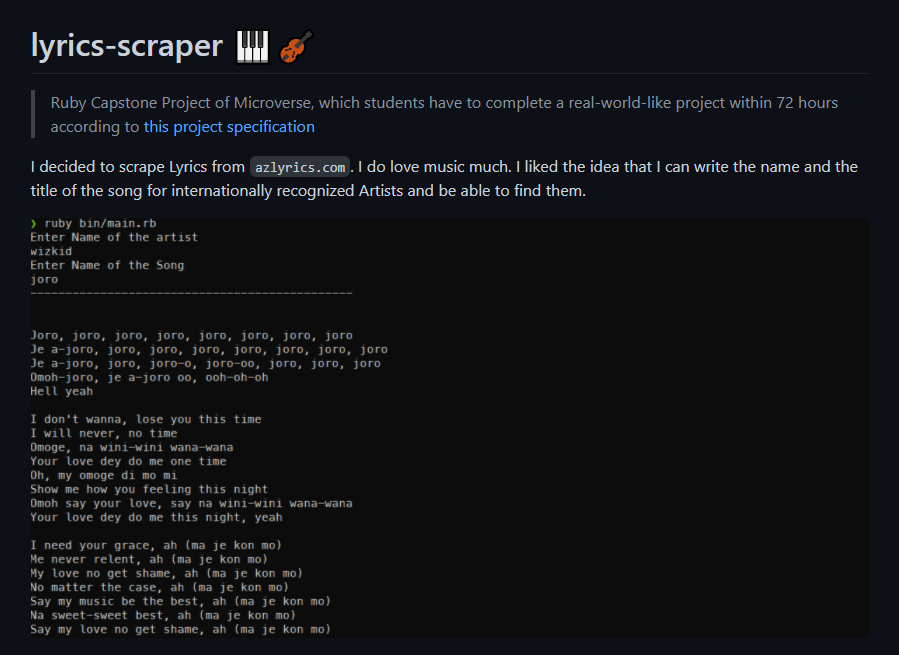 lyrics-scraper
Ruby Capstone Project of Microverse, which students have to complete a real-world-like project within 72 hours
according to this project specification
I decided to scrape Lyrics from azlyrics.com. I do love music much. I liked the idea that I can write the name and the
title of the song for internationally recognized Artists and be able to find them.
❯ ruby bin/main.rb
Enter Name of the artist
wizkid
Enter Name of the Song
joro
----------------------------------------------
Joro, joro, joro, joro, joro, joro, joro, joro
Je a-joro, joro, joro, joro, joro, joro, joro, joro
Je a-joro, joro, joro-o, joro-oo, joro, joro, joro
Omoh-joro, je a-joro oo, ooh-oh-oh
Hell yeah
I don't wanna, lose you this time
I will never, no time
Omoge, na wini-wini wana-wana
Your love dey do me one time
Oh, my omoge di mo mi
Show me how you feeling this night
Omoh say your love, say na wini-wini wana-wana
Your love dey do me this night, yeah
I need your grace, ah (ma je kon mo)
Me never relent, ah (ma je kon mo)
My love no get shame, ah (ma je kon mo)
No matter the case, ah (ma je kon mo)
Say my music be the best, ah (ma je kon mo)
Na sweet-sweet best, ah (ma je kon mo)
Say my love no get shame, ah (ma je kon mo)